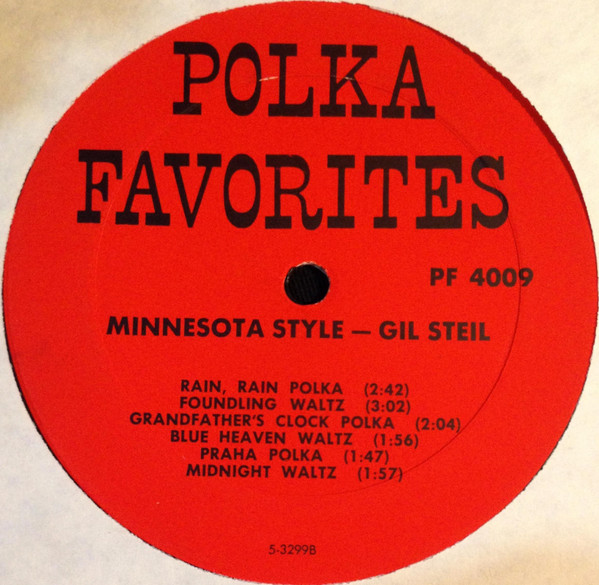 POLKA
FAVORITES
PF 4009
MINNESOTA STYLE — GIL STEIL
RAIN, RAIN POLKA (2:42)
FOUNDLING WALTZ (3:02)
GRANDFATHER'S CLOCK POLKA (2:04)
BLUE HEAVEN WALTZ (1:56)
PRAHA POLKA (1:47)
MIDNIGHT WALTZ (1:57)
5-3299B